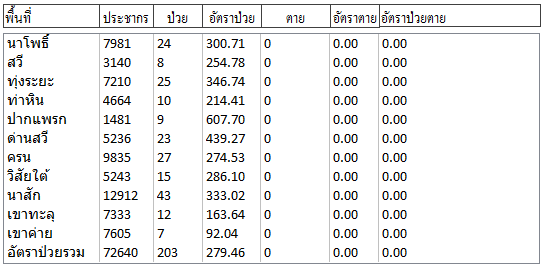 พื้นที่ ประชากร ป่วย อัตราป่วย ตาย อัตราตาย อัตราป่วยตาย
นาโพธิ์ 7981 24 300.71 0 0.00 0.00
สวี 3140 8 254.78 0 0.00 0.00
ทุ่งระยะ 7210 25 346.74 0 0.00 0.00
ท่าหิน 4664 10 214.41 0 0.00 0.00
ปากแพรก 1481 9 607.70 0 0.00 0.00
ด่านสวี 5236 23 439.27 0 0.00 0.00
ครน 9835 27 274.53 0 0.00 0.00
วิสัยใต้ 5243 15 286.10 0 0.00 0.00
นาสัก 12912 43 333.02 0 0.00 0.00
เขาทะลุ 7333 12 163.64 0 0.00 0.00
เขาค่าย 7605 7 92.04 0 0.00 0.00
อัตราป่วยรวม 72640 203 279.46 0 0.00 0.00